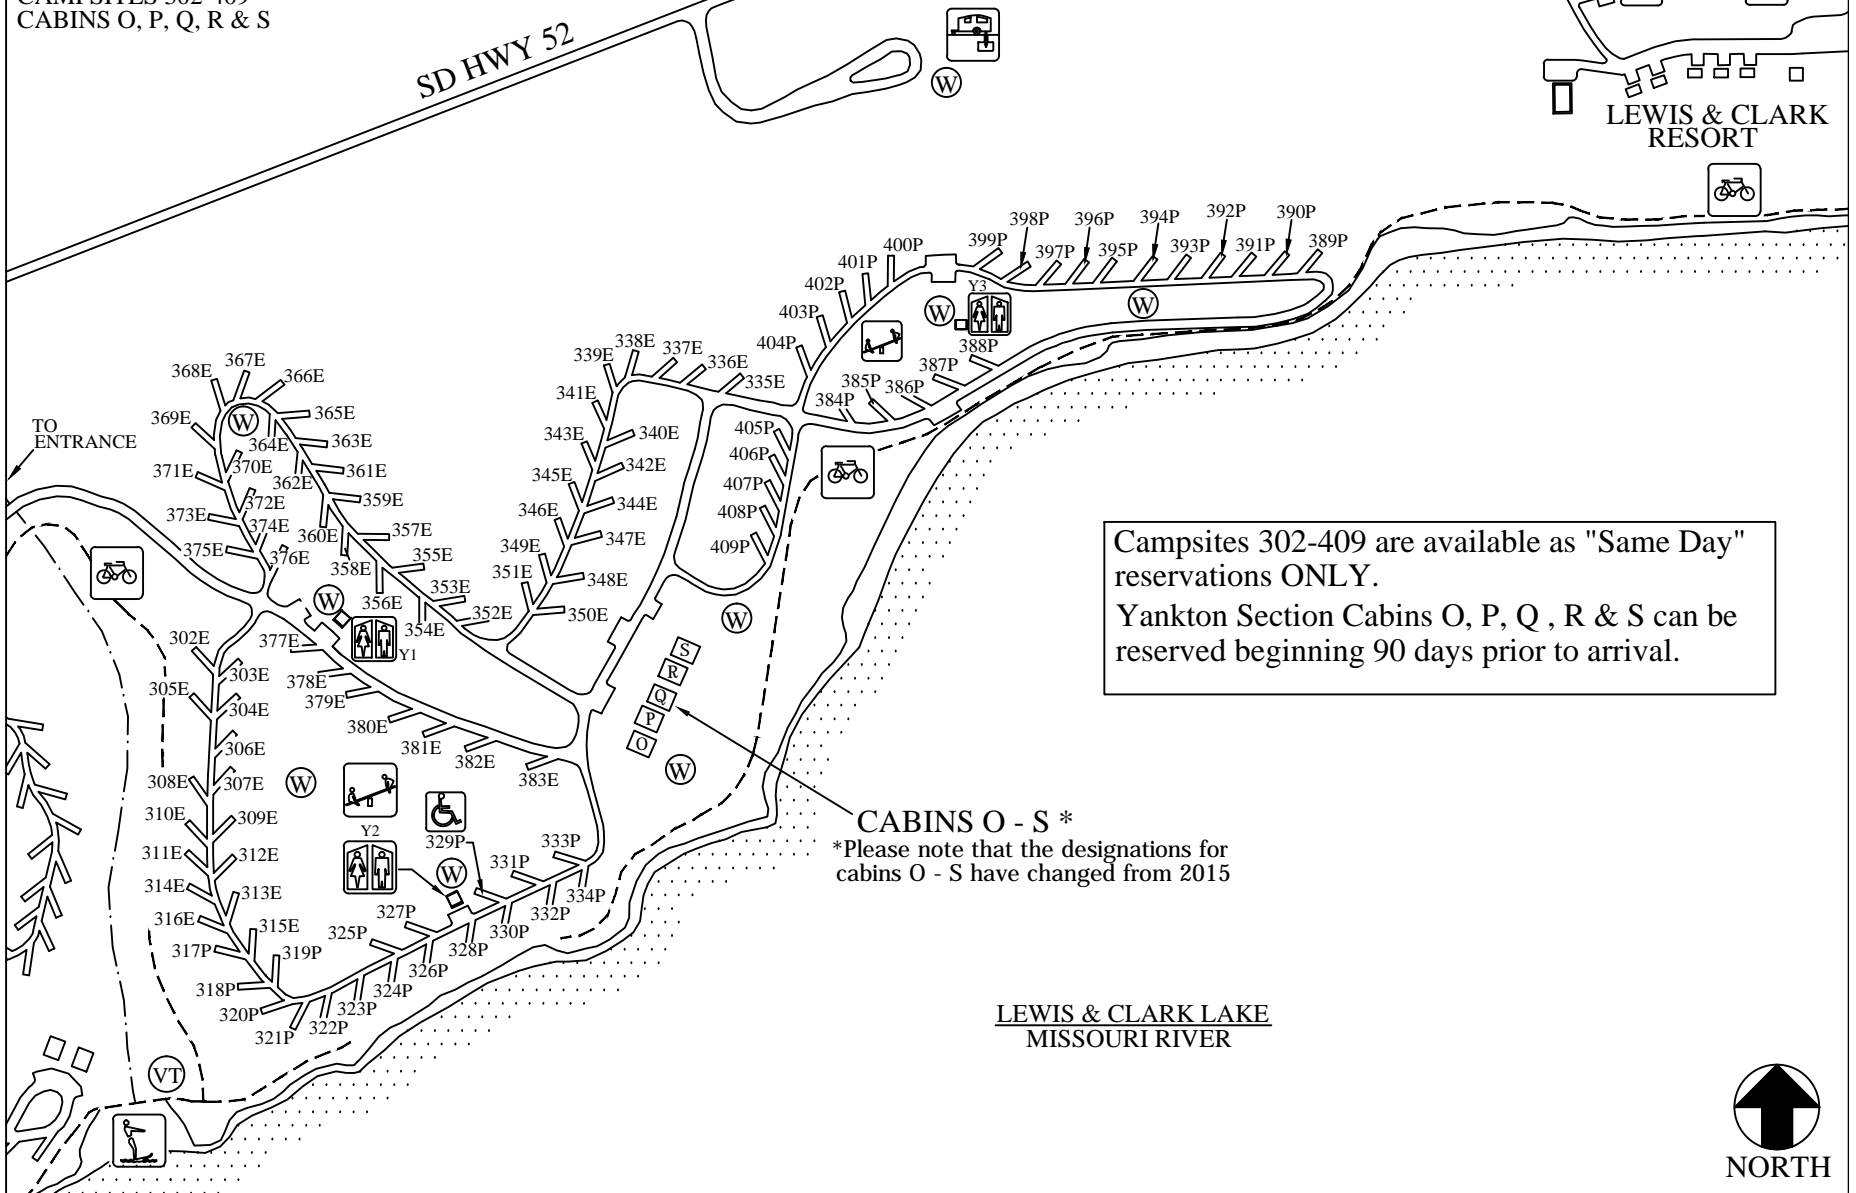 CAMPSITES 302-409
CABINS O, P, Q, R & S
SD HWY 52
W
LEWIS & CLARK
RESORT
398P
396P
394P
392P
390P
399P
397P
395P
393P
391P
389P
400P
401P
402P
403P
404P
Y3
W
W
388P
387P
385P
386P
384P
338E
339E
337E
336E
335E
341E
343E
340E
345E
342E
346E
344E
349E
347E
351E
348E
350E
405P
406P
407P
408P
409P
367E
368E
366E
369E
W
365E
364E
363E
371E
370E
361E
362E
359E
373E
372E
374E
360E
357E
375E
376E
358E
355E
356E
353E
354E
352E
TO
ENTRANCE
W
Y1
302E
377E
303E
378E
305E
379E
304E
380E
306E
381E
308E
307E
382E
383E
W
W
S
R
Q
P
O
W
Campsites 302-409 are available as "Same Day"
reservations ONLY.
Yankton Section Cabins O, P, Q , R & S can be
reserved beginning 90 days prior to arrival.
310E
309E
311E
312E
314E
313E
316E
315E
317P
319P
318P
320P
321P
322P
323P
324P
325P
326P
327P
328P
Y2
W
329P
330P
331P
332P
333P
334P
CABINS O - S *
*Please note that the designations for
cabins O - S have changed from 2015
LEWIS & CLARK LAKE
MISSOURI RIVER
VT
NORTH